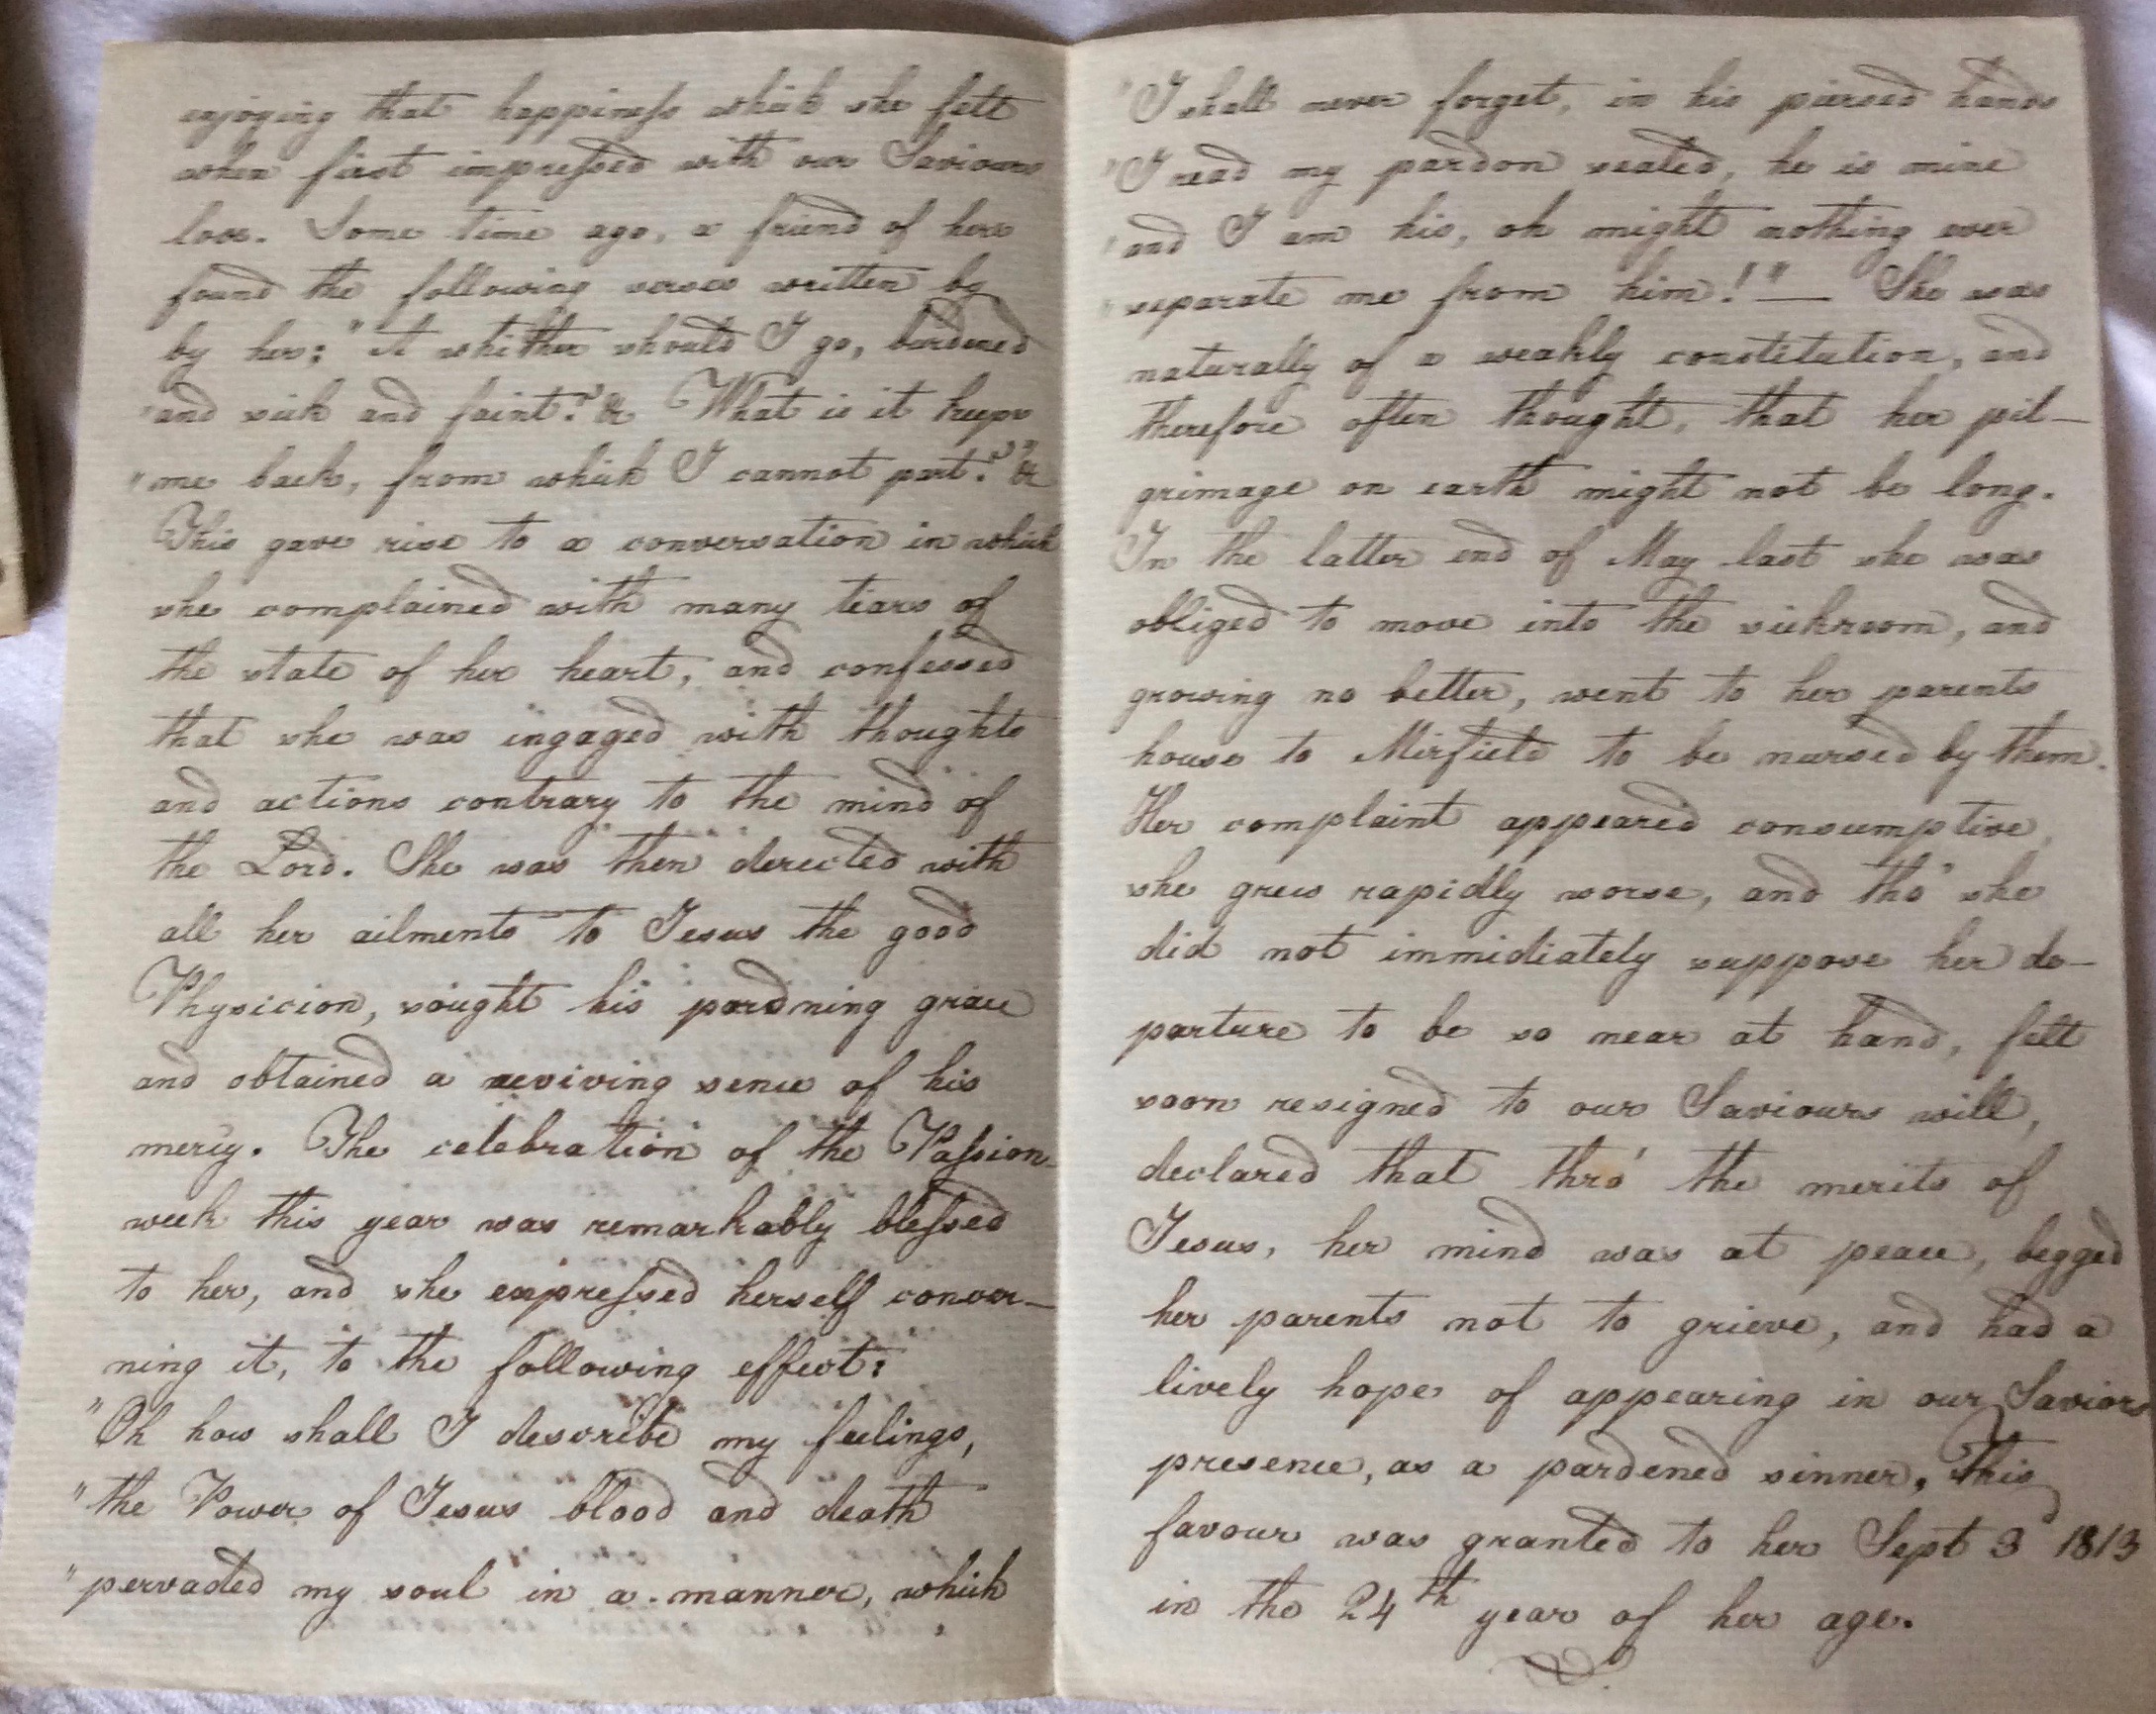 enjoying that happiness which she felt
when first impressed with our Saviours
love. Some time ago, a friend of hers
found the following verses written by
by her: "A whither should I go, burdened
"and sick and faint? &c What is it keeps
"me back, from which I cannot part?" &c
This gave rise to a conversation in which
she complained with many tears of
the state of her heart, and confessed
that she was ingaged with thoughts
and actions contrary to the mind of
the Lord. She was then derected with
all her ailments to Jesus the good
Physicion, sought his pardning grace
and obtained a reviving sence of his
mercy. The celebration of the Passion-
week this year was remarkably blessed
to her, and she expressed herself concer-
ning it, to the following effect:
"Oh how shall I describe my feelings,
"the Power of Jesus blood and death
"pervaded my soul in a manner, which
"I shall never forget, in his piersed hands
"I read my pardon sealed, he is mine
"and I am his, oh might nothing ever
"separate me from him!"— She was
naturally of a weakly constitution, and
therefore often thought, that her pil-
grimage on earth might not be long.
In the latter end of May last she was
obliged to move into the sickroom, and
growing no better, went to her parents
house to Mirfield to be nursed by them.
Her complaint appeared consumptive,
she grew rapidly worse, and tho' she
did not immidiately suppose her de-
parture to be so near at hand, felt
soon resigned to our Saviours will,
declared that thro' the merits of
Jesus, her mind was at peace, begged
her parents not to grieve, and had a
lively hope of appearing in our Saviors
presence, as a pardened sinner. This
favour was granted to her Sept 3 1813
in the 24th year of her age.